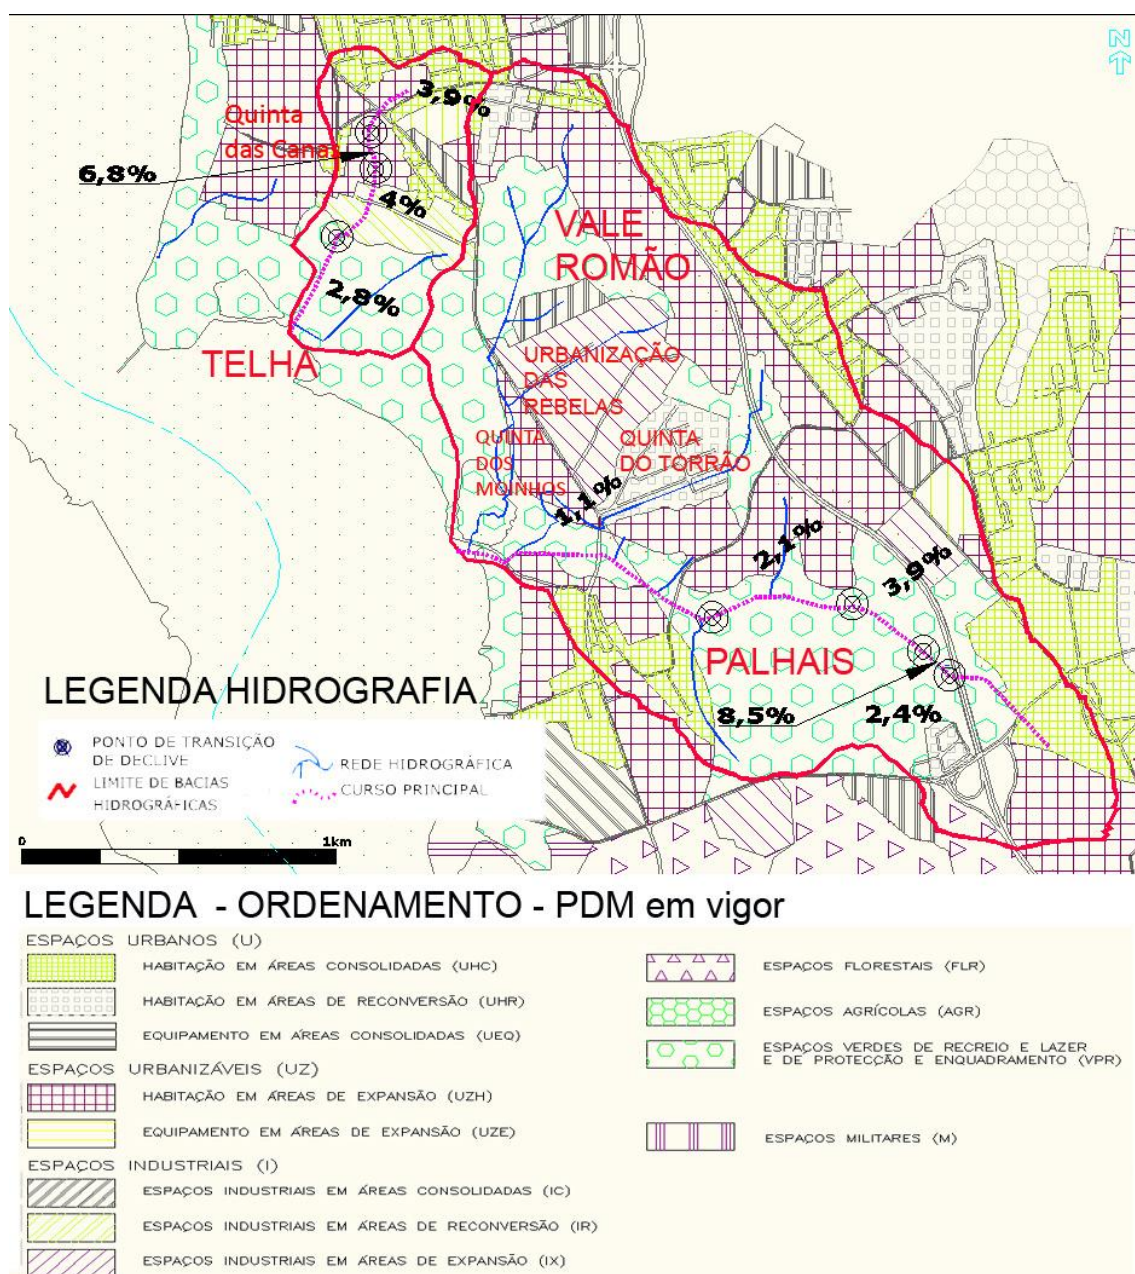 N
3,9%
Quinta
das Canas
6,8%
4%
VALE
ROMÃO
2,8%
TELHA
URBANIZAÇÃO
DAS
REBELAS
QUINTA
DOS
MOINHOS
QUINTA
DO TORRÃO
1,1%
2,1%
3,9%
PALHAIS
8,5%
2,4%
LEGENDA HIDROGRAFIA
PONTO DE TRANSIÇÃO
DE DECLIVE
LIMITE DE BACIAS
HIDROGRÁFICAS
REDE HIDROGRÁFICA
CURSO PRINCIPAL
0 1km
LEGENDA - ORDENAMENTO - PDM em vigor
ESPAÇOS URBANOS (U)
HABITAÇÃO EM ÁREAS CONSOLIDADAS (UHC)
HABITAÇÃO EM ÁREAS DE RECONVERSÃO (UHR)
EQUIPAMENTO EM ÁREAS CONSOLIDADAS (UEQ)
ESPAÇOS URBANIZÁVEIS (UZ)
HABITAÇÃO EM ÁREAS DE EXPANSÃO (UZH)
EQUIPAMENTO EM ÁREAS DE EXPANSÃO (UZE)
ESPAÇOS INDUSTRIAIS (I)
ESPAÇOS INDUSTRIAIS EM ÁREAS CONSOLIDADAS (IC)
ESPAÇOS INDUSTRIAIS EM ÁREAS DE RECONVERSÃO (IR)
ESPAÇOS INDUSTRIAIS EM ÁREAS DE EXPANSÃO (IX)
ESPAÇOS FLORESTAIS (FLR)
ESPAÇOS AGRÍCOLAS (AGR)
ESPAÇOS VERDES DE RECREIO E LAZER
E DE PROTECÇÃO E ENQUADRAMENTO (VPR)
ESPAÇOS MILITARES (M)